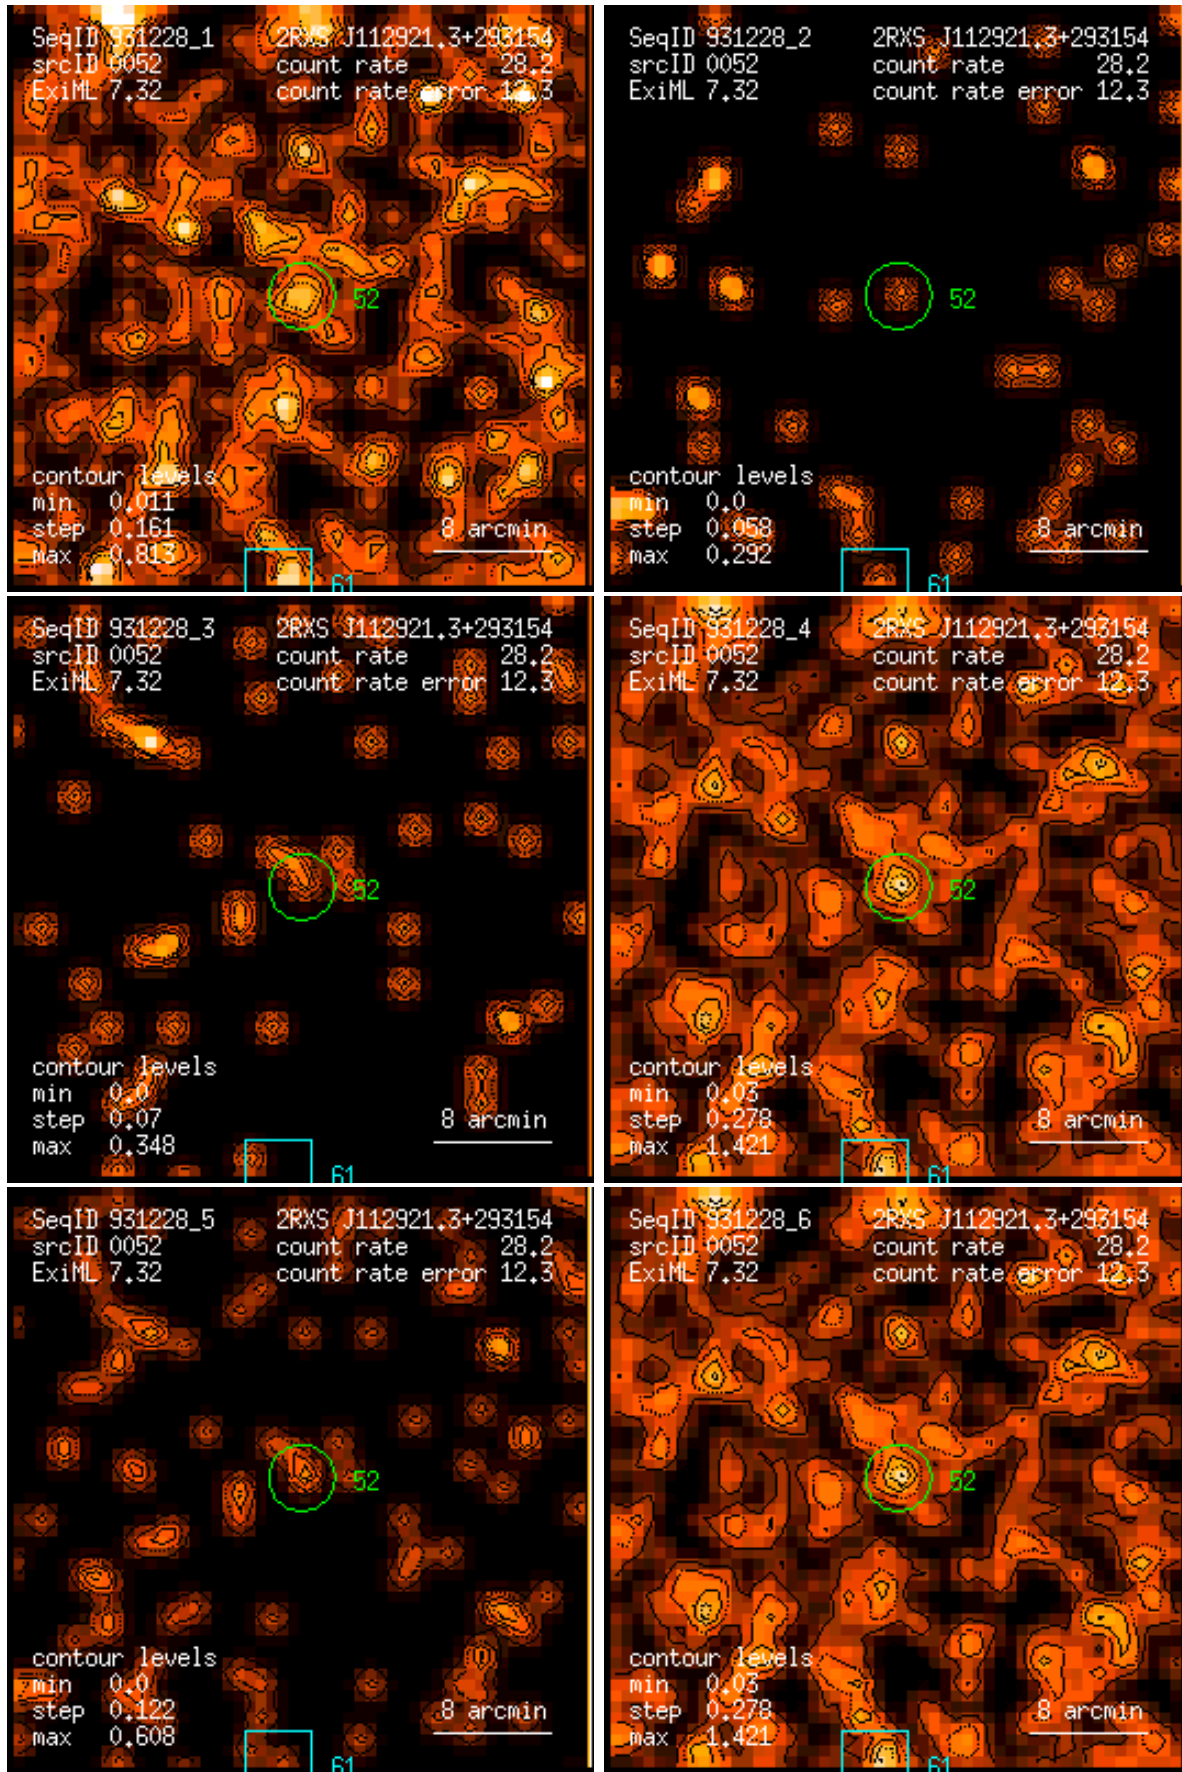 SeqID 931228_1 2RXS J112921.3+293154
srcID 0052 count rate 28.2
ExiML 7.32 count rate error 12.3
52
contour levels
min 0.011
step 0.161 8 arcmin
max 0.813
61
SeqID 931228_2 2RXS J112921.3+293154
srcID 0052 count rate 28.2
ExiML 7.32 count rate error 12.3
52
contour levels
min 0.0
step 0.058 8 arcmin
max 0.292
61
SeqID 931228_3 2RXS J112921.3+293154
srcID 0052 count rate 28.2
ExiML 7.32 count rate error 12.3
52
contour levels
min 0.0
step 0.07 8 arcmin
max 0.348
61
SeqID 931228_4 2RXS J112921.3+293154
srcID 0052 count rate 28.2
ExiML 7.32 count rate error 12.3
52
contour levels
min 0.03
step 0.278 8 arcmin
max 1.421
61
SeqID 931228_5 2RXS J112921.3+293154
srcID 0052 count rate 28.2
ExiML 7.32 count rate error 12.3
52
contour levels
min 0.0
step 0.122 8 arcmin
max 0.608
61
SeqID 931228_6 2RXS J112921.3+293154
srcID 0052 count rate 28.2
ExiML 7.32 count rate error 12.3
52
contour levels
min 0.03
step 0.278 8 arcmin
max 1.421
61